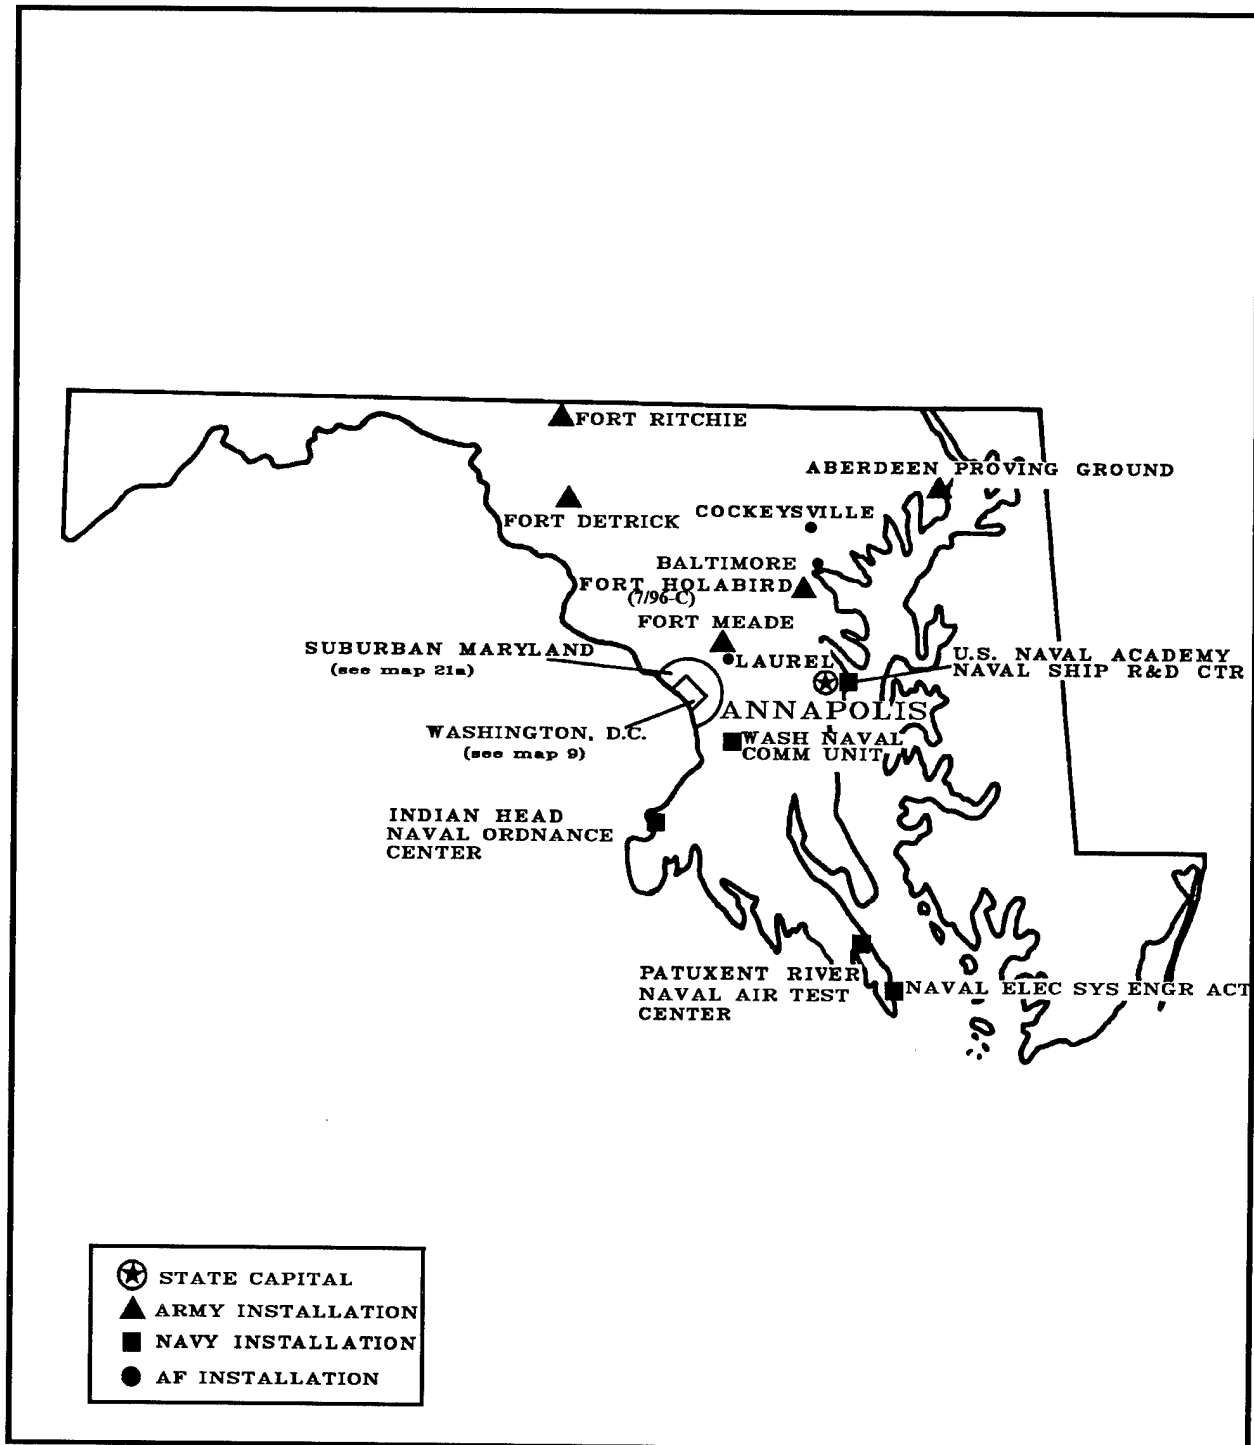 FORT RITCHIE
ABERDEEN PROVING GROUND
FORT DETRICK
COCKEYSVILLE
BALTIMORE
FORT HOLABIRD
(7/96-C)
FORT MEADE
LAUREL
SUBURBAN MARYLAND
(see map 21a)
U.S. NAVAL ACADEMY
NAVAL SHIP R&D CTR
ANNAPOLIS
WASHINGTON, D.C.
(see map 9)
WASH NAVAL
COMM UNIT
INDIAN HEAD
NAVAL ORDNANCE
CENTER
PATUXENT RIVER
NAVAL AIR TEST
CENTER
NAVAL ELEC SYS ENGR ACT
STATE CAPITAL
ARMY INSTALLATION
NAVY INSTALLATION
AF INSTALLATION